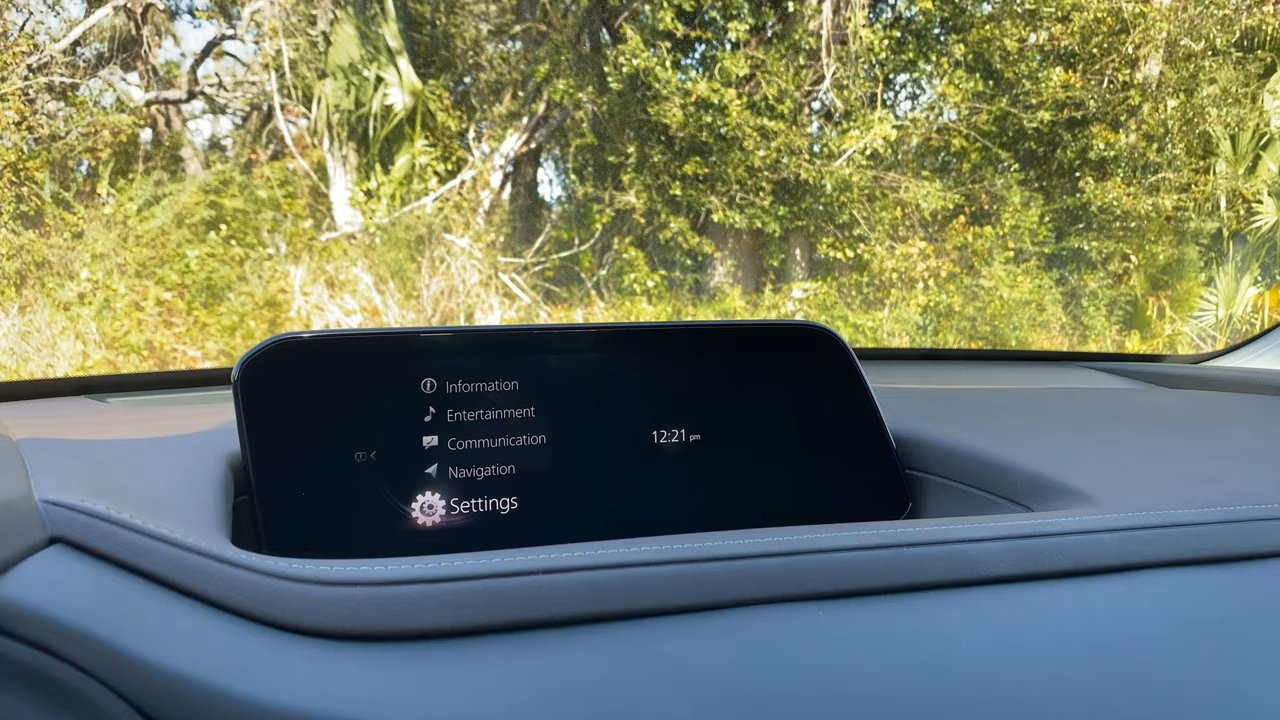 Information
Entertainment
Communication
12:21 pm
Navigation
Settings